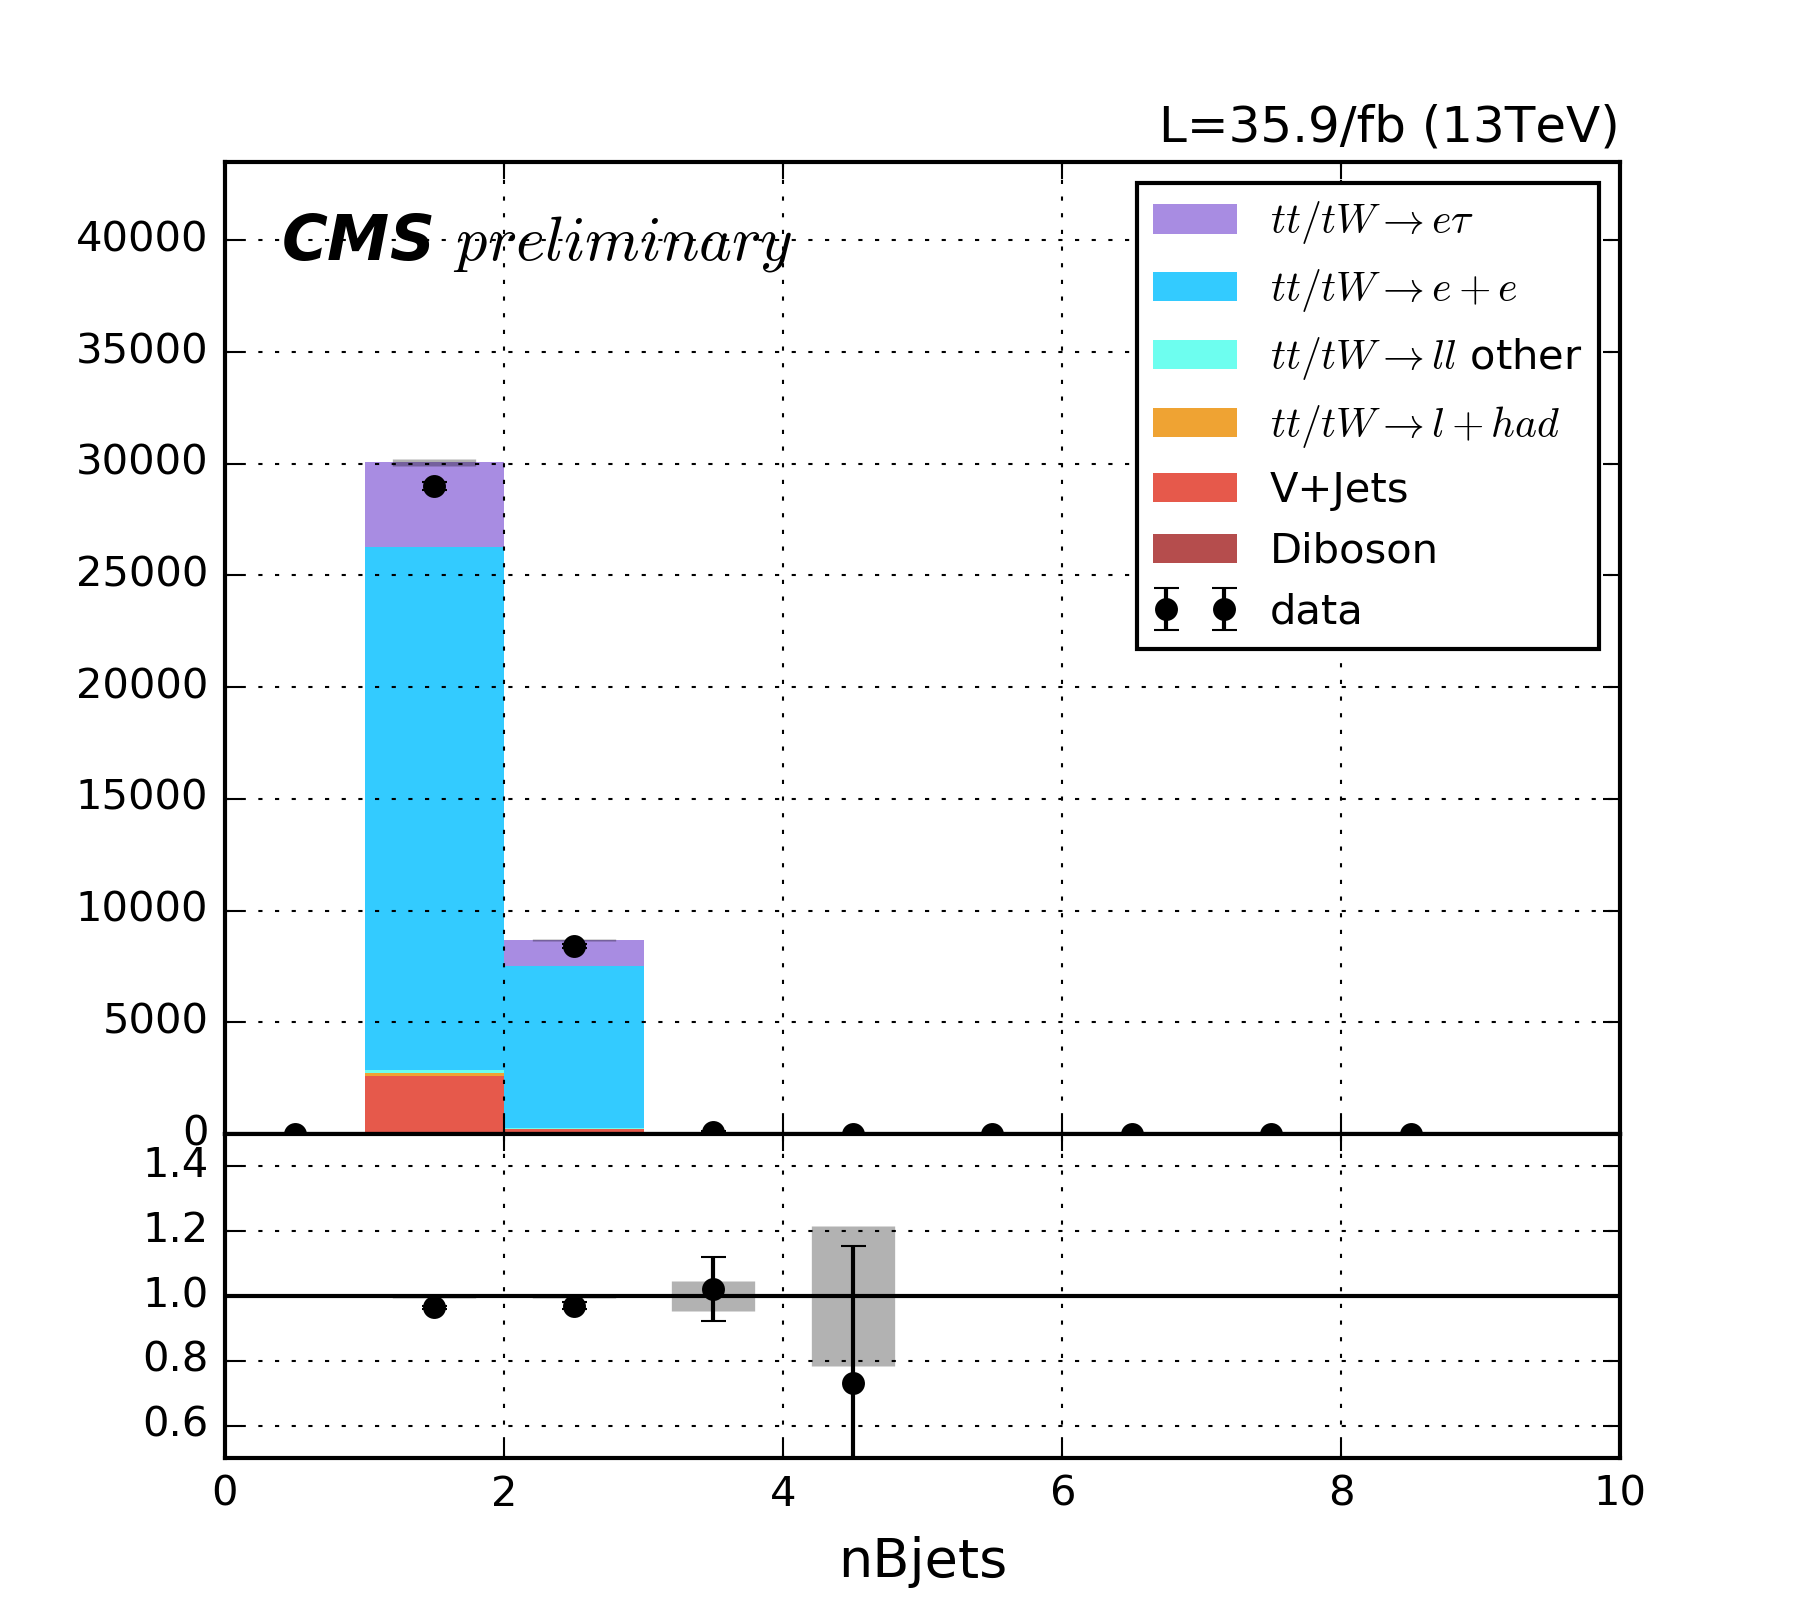 L=35.9/fb (13TeV)
CMS preliminary
40000
35000
30000
25000
20000
15000
10000
5000
0
tt/tW→eτ
tt/tW→e+e
tt/tW→ll other
tt/tW→l+had
V+Jets
Diboson
data
1.4
1.2
1.0
0.8
0.6
0 2 4 6 8 10
nBjets